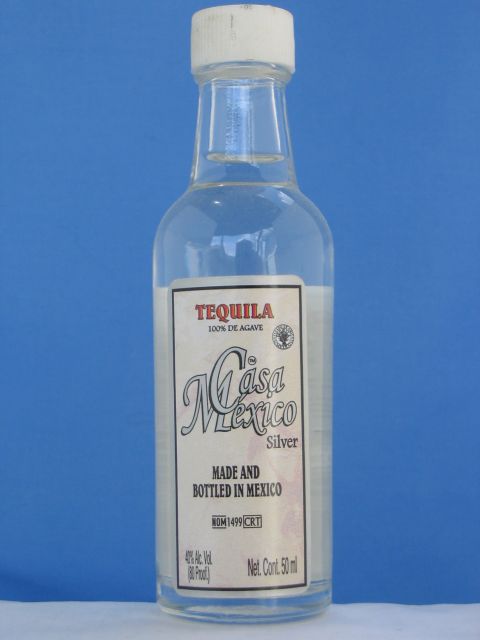 TEQUILA
100% DE AGAVE
Casa
México
Silver
MADE AND
BOTTLED IN MEXICO
NOM 1499 CRT
40% Alc. Vol.
(80 Proof.)
Net. Cont. 50 ml